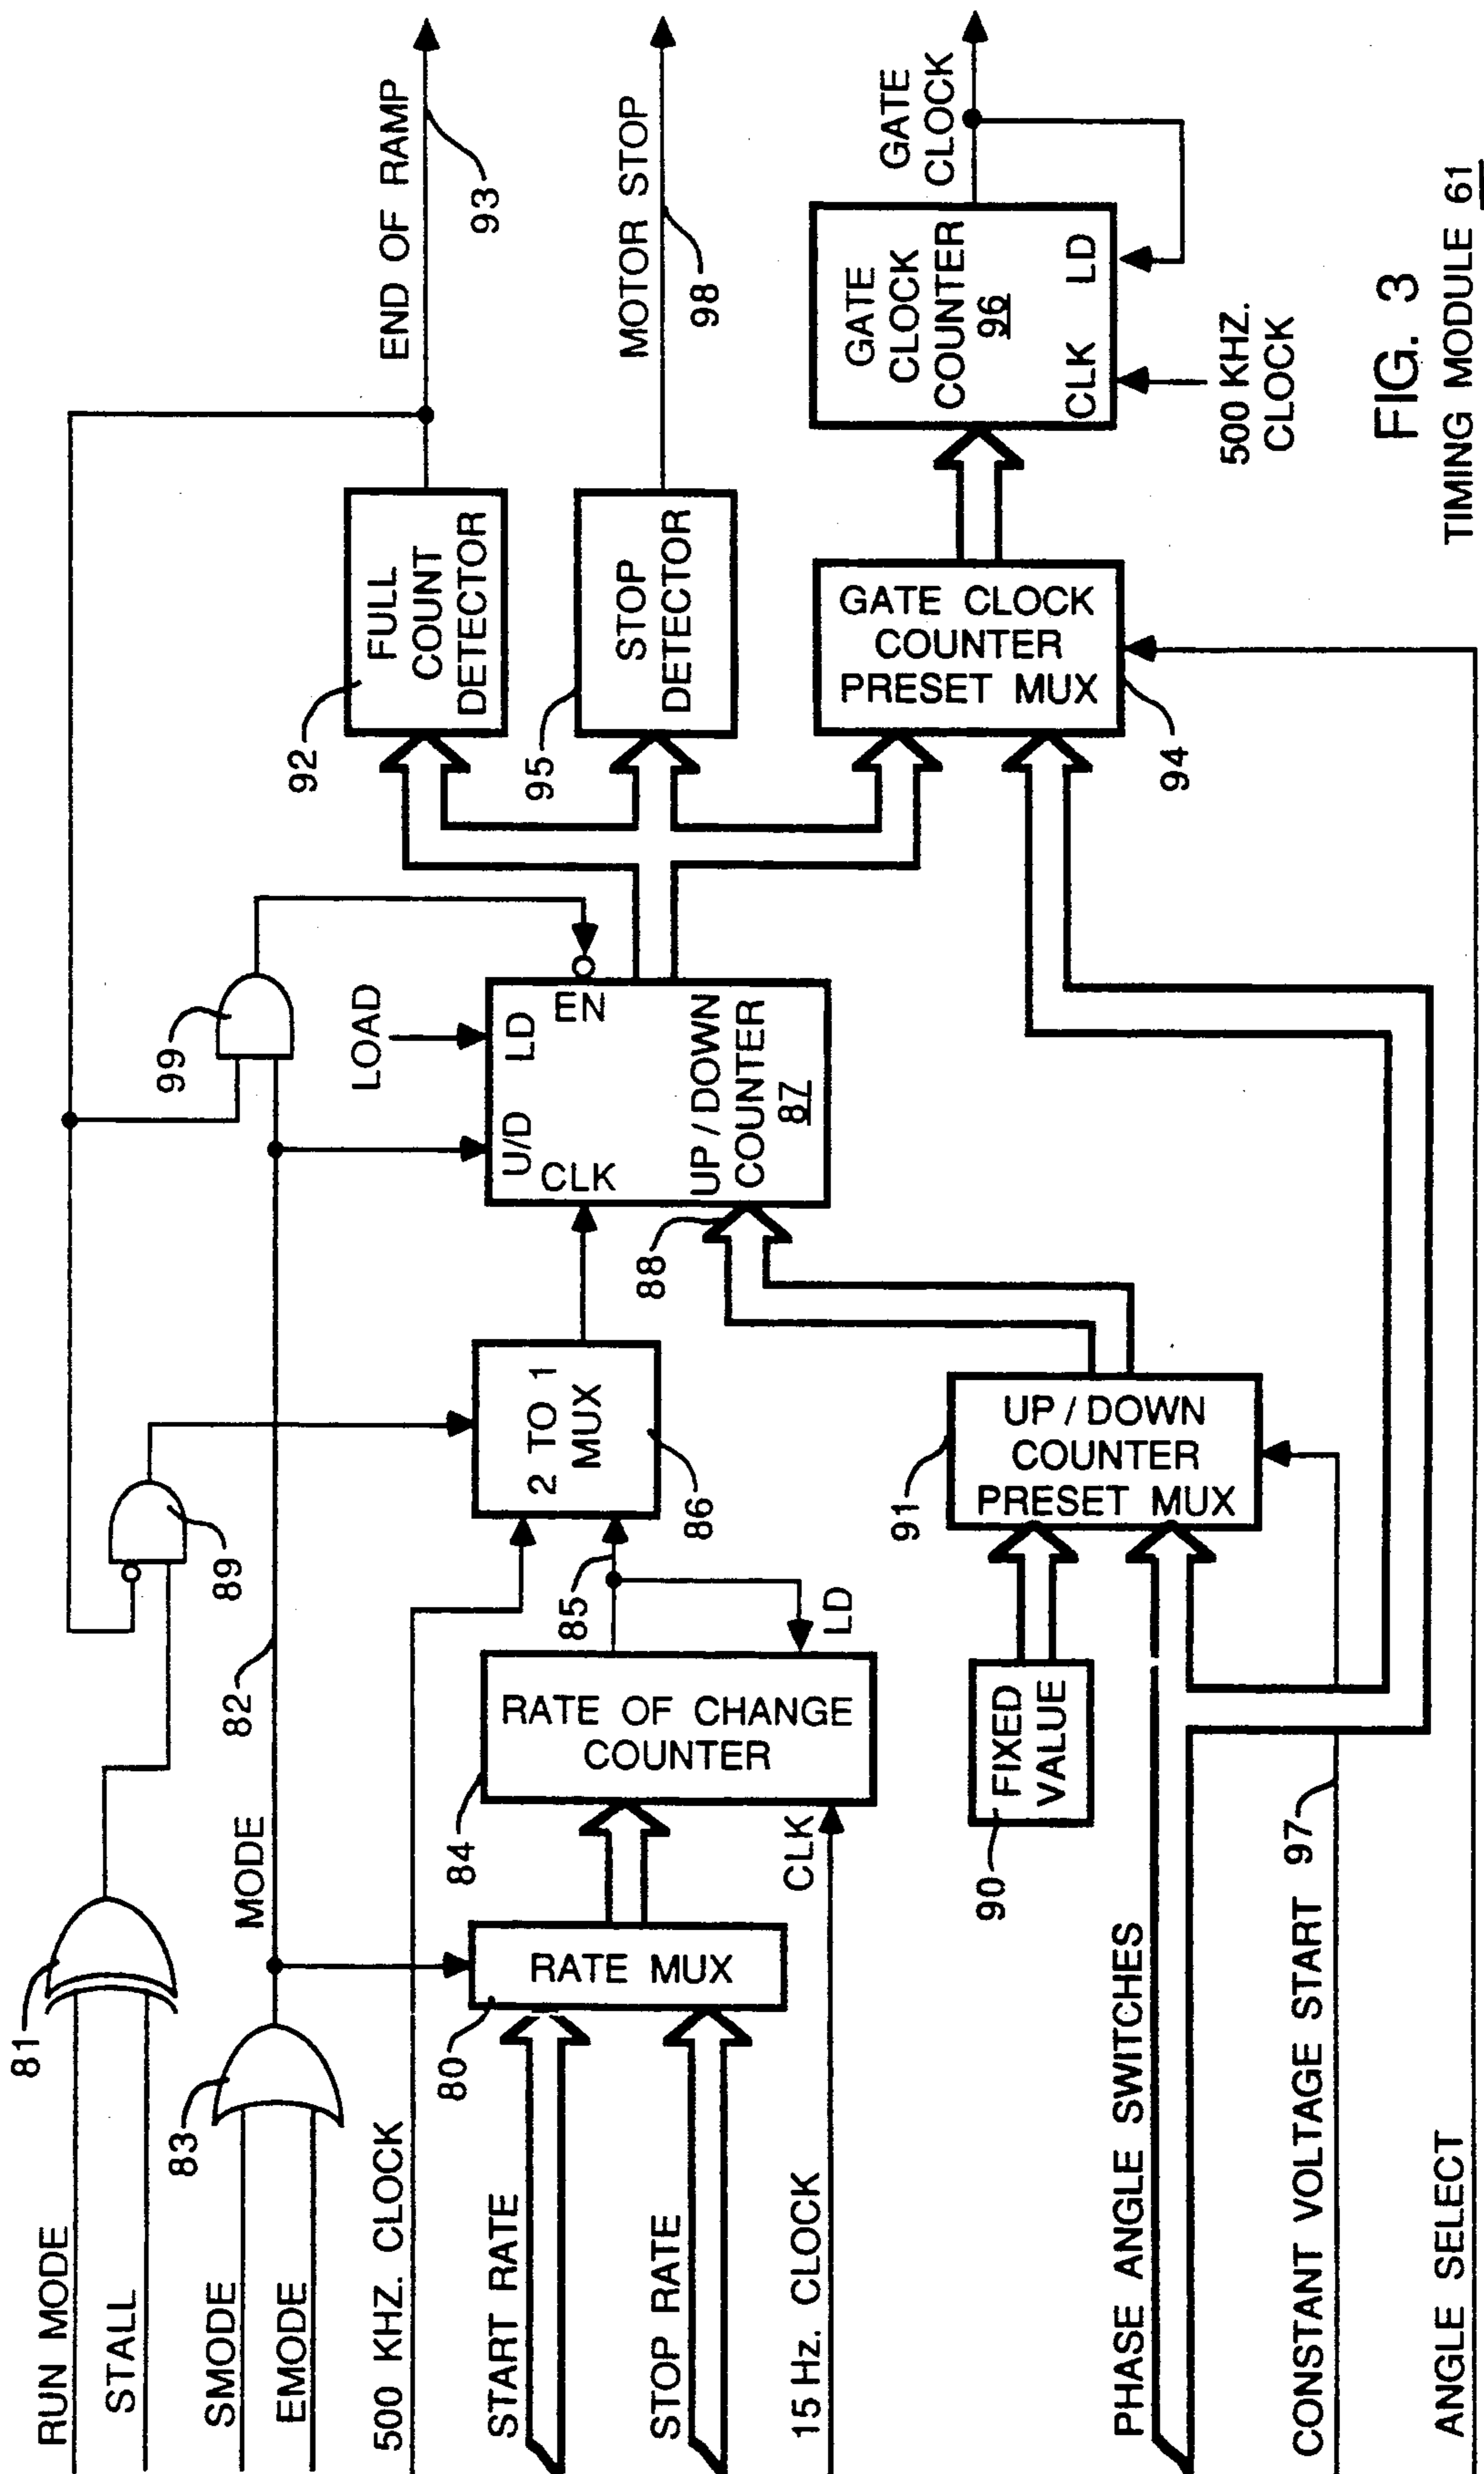 RUN MODE
STALL
81
SMODE
EMODE
83
MODE
82
89
99
END OF RAMP
93
500 KHZ. CLOCK
START RATE
STOP RATE
15 Hz. CLOCK
80
RATE MUX
84
CLK
RATE OF CHANGE
COUNTER
LD
85
2 TO 1
MUX
86
LOAD
U/D
LD
CLK
EN
UP / DOWN
COUNTER
87
88
92
FULL
COUNT
DETECTOR
95
STOP
DETECTOR
MOTOR STOP
98
PHASE ANGLE SWITCHES
CONSTANT VOLTAGE START
97
ANGLE SELECT
90
FIXED
VALUE
91
UP / DOWN
COUNTER
PRESET MUX
GATE CLOCK
COUNTER
PRESET MUX
94
GATE
CLOCK
COUNTER
96
CLK
LD
500 KHZ.
CLOCK
GATE
CLOCK
FIG. 3
TIMING MODULE 61